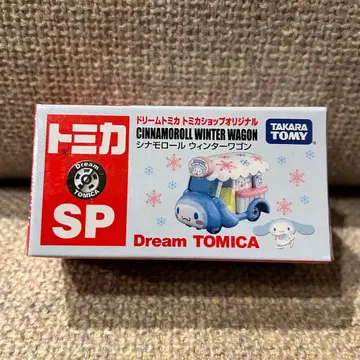 トミカ
Dream
TOMICA
SP
ドリームトミカ トミカショップオリジナル
CINNAMOROLL WINTER WAGON
シナモロール ウィンターワゴン
TAKARA
TOMY
Dream TOMICA